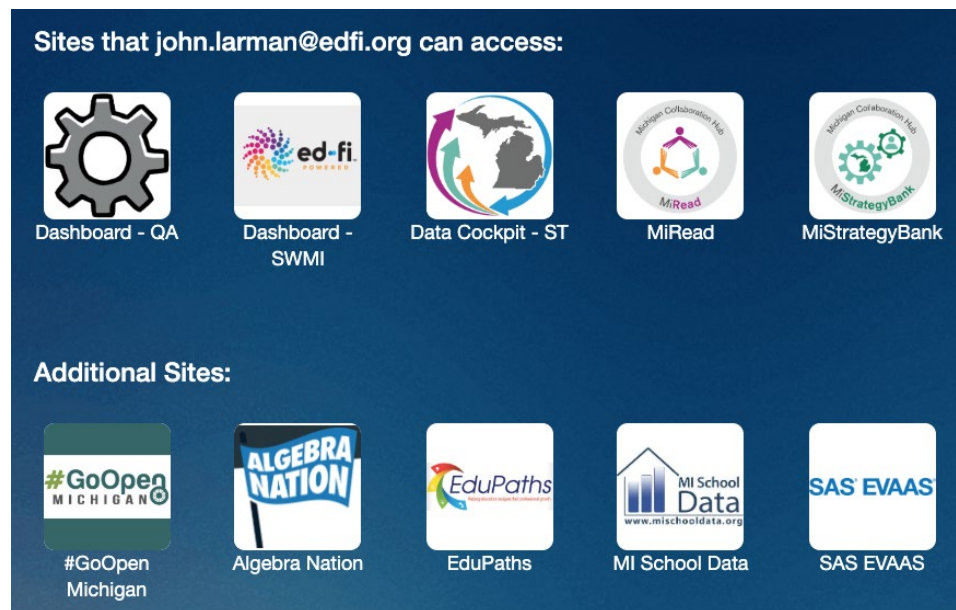 Sites that john.larman@edfi.org can access:
ed-fi
POWERED
Michigan Collaboration Hub
MiRead
Michigan Collaboration Hub
MiStrategyBank
Dashboard - QA
Dashboard -
SWMI
Data Cockpit - ST
MiRead
MiStrategyBank
Additional Sites:
#GoOpen
MICHIGAN
ALGEBRA
NATION
EduPaths
MI School
Data
www.mischooldata.org
SAS® EVAAS®
#GoOpen
Michigan
Algebra Nation
EduPaths
MI School Data
SAS EVAAS